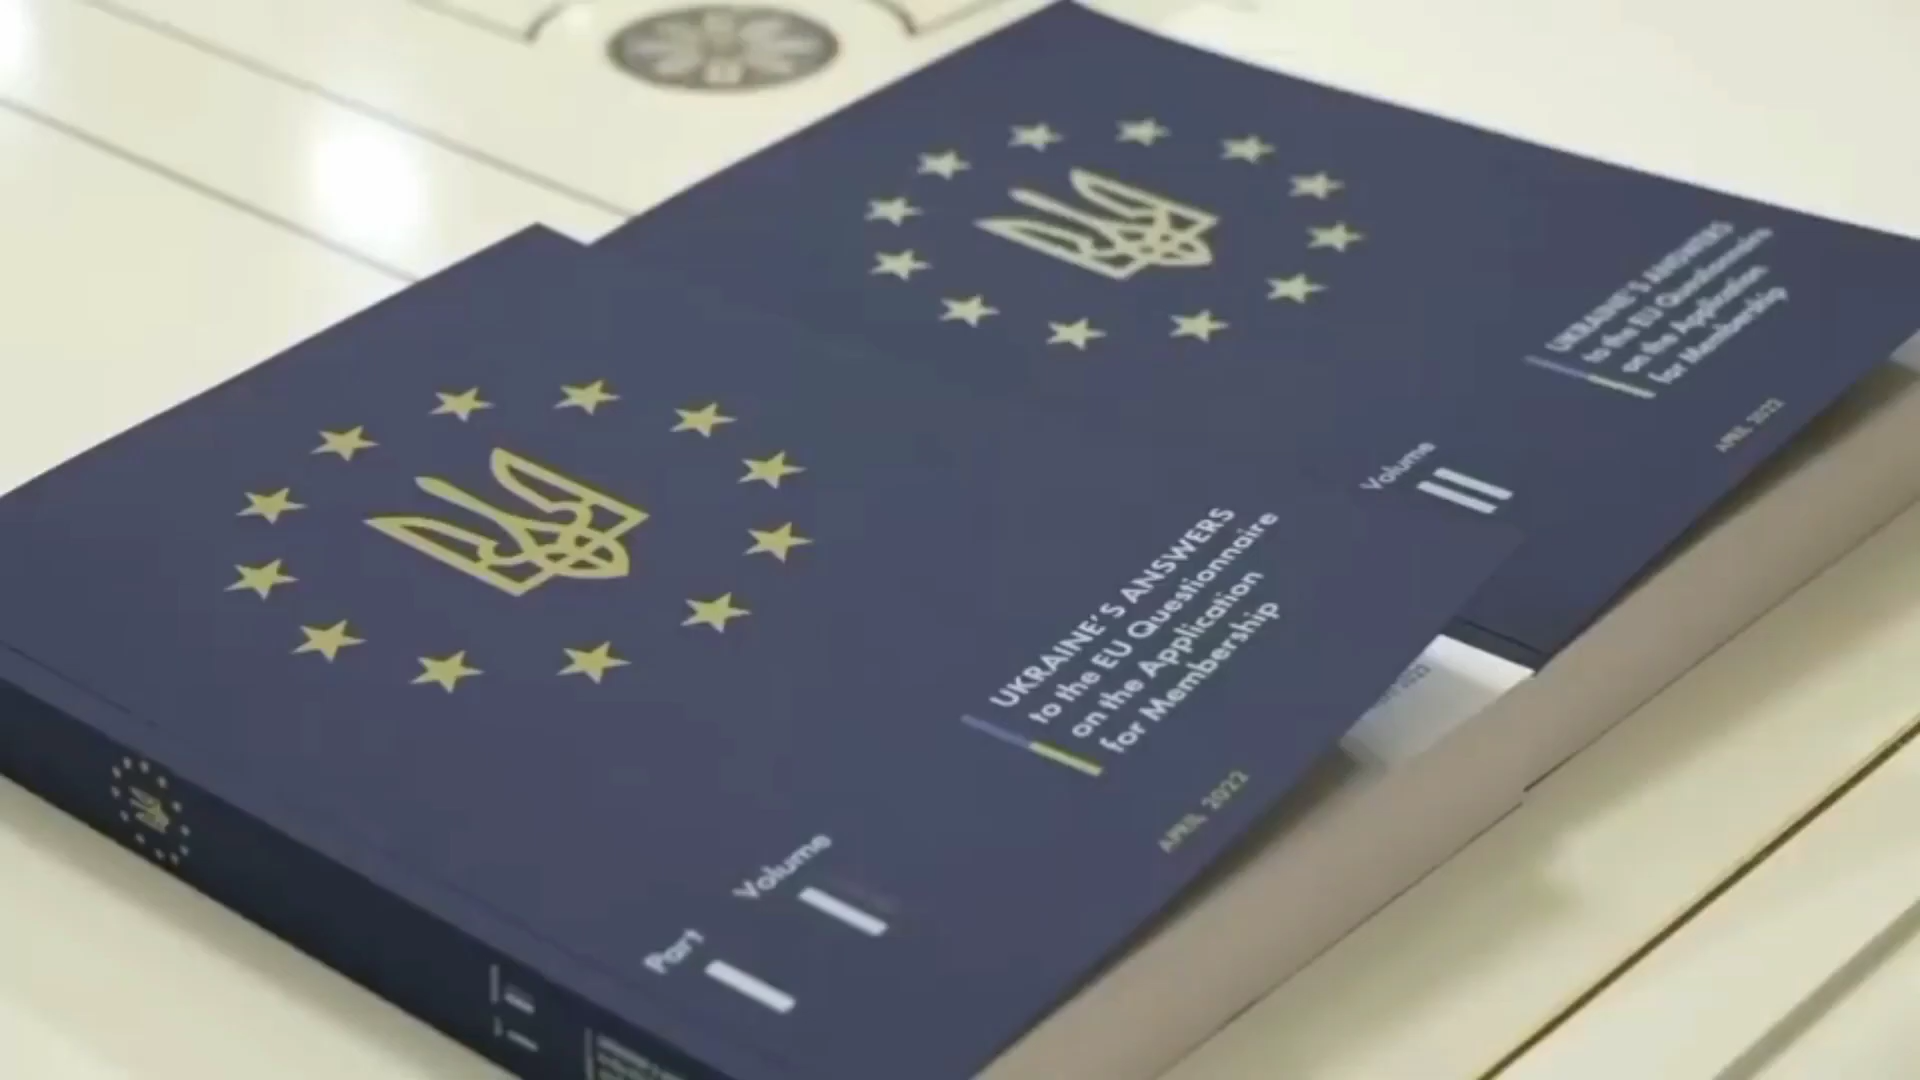 UKRAINE'S ANSWERS
to the EU Questionnaire
on the Application
for Membership
APRIL 2022
Volume
I
Part
I
UKRAINE'S ANSWERS
to the EU Questionnaire
on the Application
for Membership
APRIL 2022
Volume
II